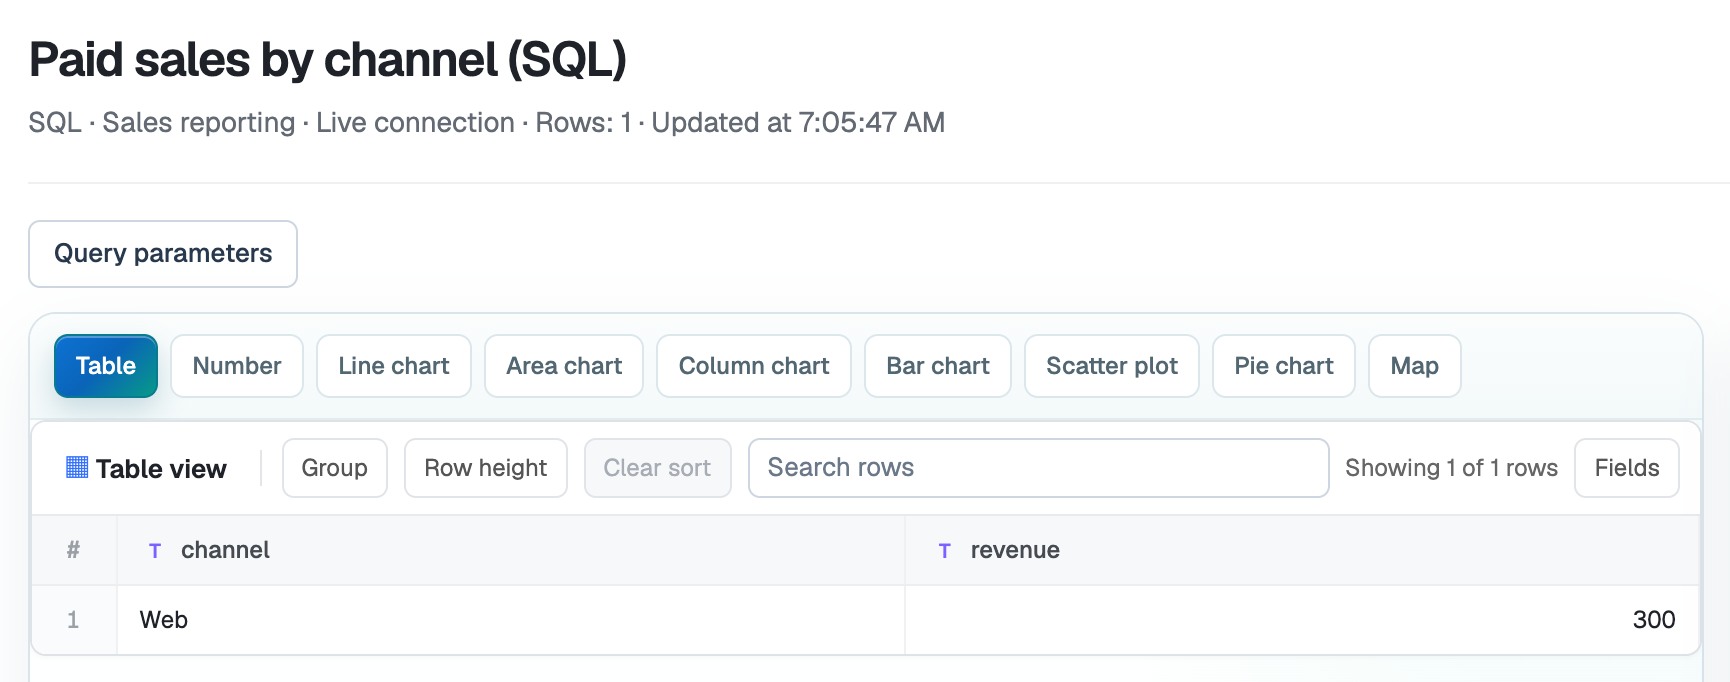 Paid sales by channel (SQL)
SQL · Sales reporting · Live connection · Rows: 1 · Updated at 7:05:47 AM
Query parameters
Table Number Line chart Area chart Column chart Bar chart Scatter plot Pie chart Map
Table view Group Row height Clear sort Search rows Showing 1 of 1 rows Fields
# T channel T revenue
1 Web 300